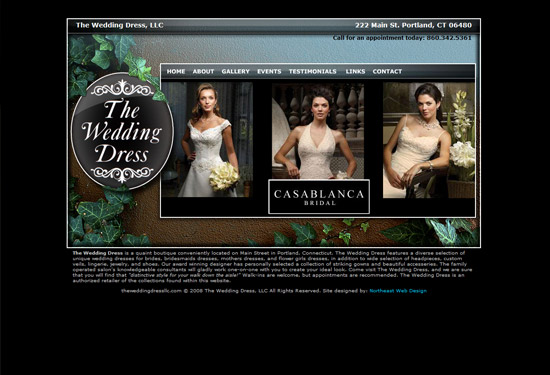 The Wedding Dress, LLC
222 Main St. Portland, CT 06480
Call for an appointment today: 860.342.5361
HOME ABOUT GALLERY EVENTS TESTIMONIALS LINKS CONTACT
The
Wedding
Dress
CASABLANCA
BRIDAL
The Wedding Dress is a quaint boutique conveniently located on Main Street in Portland, Connecticut. The Wedding Dress features a diverse selection of
unique wedding dresses for brides, bridesmaids dresses, mothers dresses, and flower girls dresses, in addition to wide selection of headpieces, custom
veils, lingerie, jewelry, and shoes. Our award winning designer has personally selected a collection of striking gowns and beautiful accessories. The family
operated salon's knowledgeable consultants will gladly work one-on-one with you to create your ideal look. Come visit The Wedding Dress, and we are sure
that you will find that "distinctive style for your walk down the aisle!" Walk-ins are welcome, but appointments are recommended. The Wedding Dress is an
authorized retailer of the collections found within this website.
theweddingdressllc.com © 2008 The Wedding Dress, LLC All Rights Reserved. Site designed by: Northeast Web Design